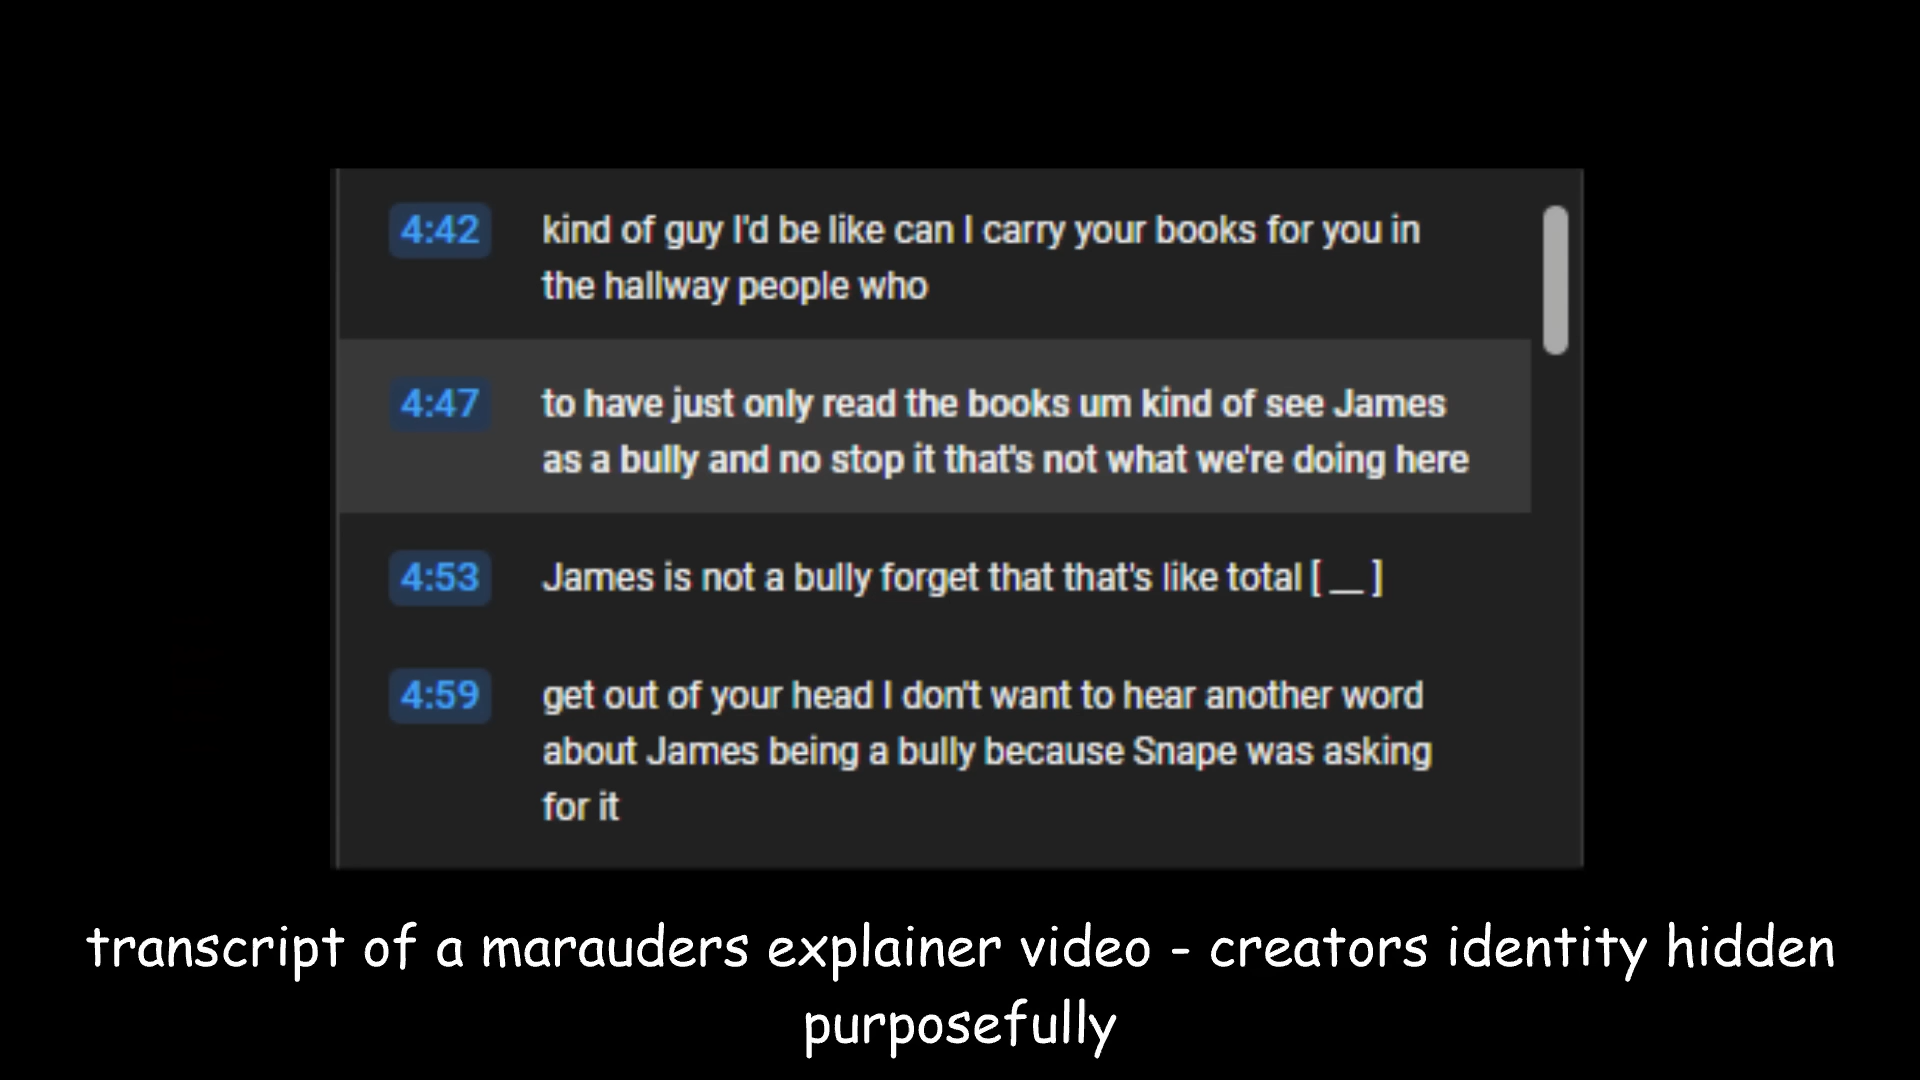 4:42 kind of guy I'd be like can I carry your books for you in
the hallway people who
4:47 to have just only read the books um kind of see James
as a bully and no stop it that's not what we're doing here
4:53 James is not a bully forget that that's like total [ __ ]
4:59 get out of your head I don't want to hear another word
about James being a bully because Snape was asking
for it
transcript of a marauders explainer video - creators identity hidden
purposefully